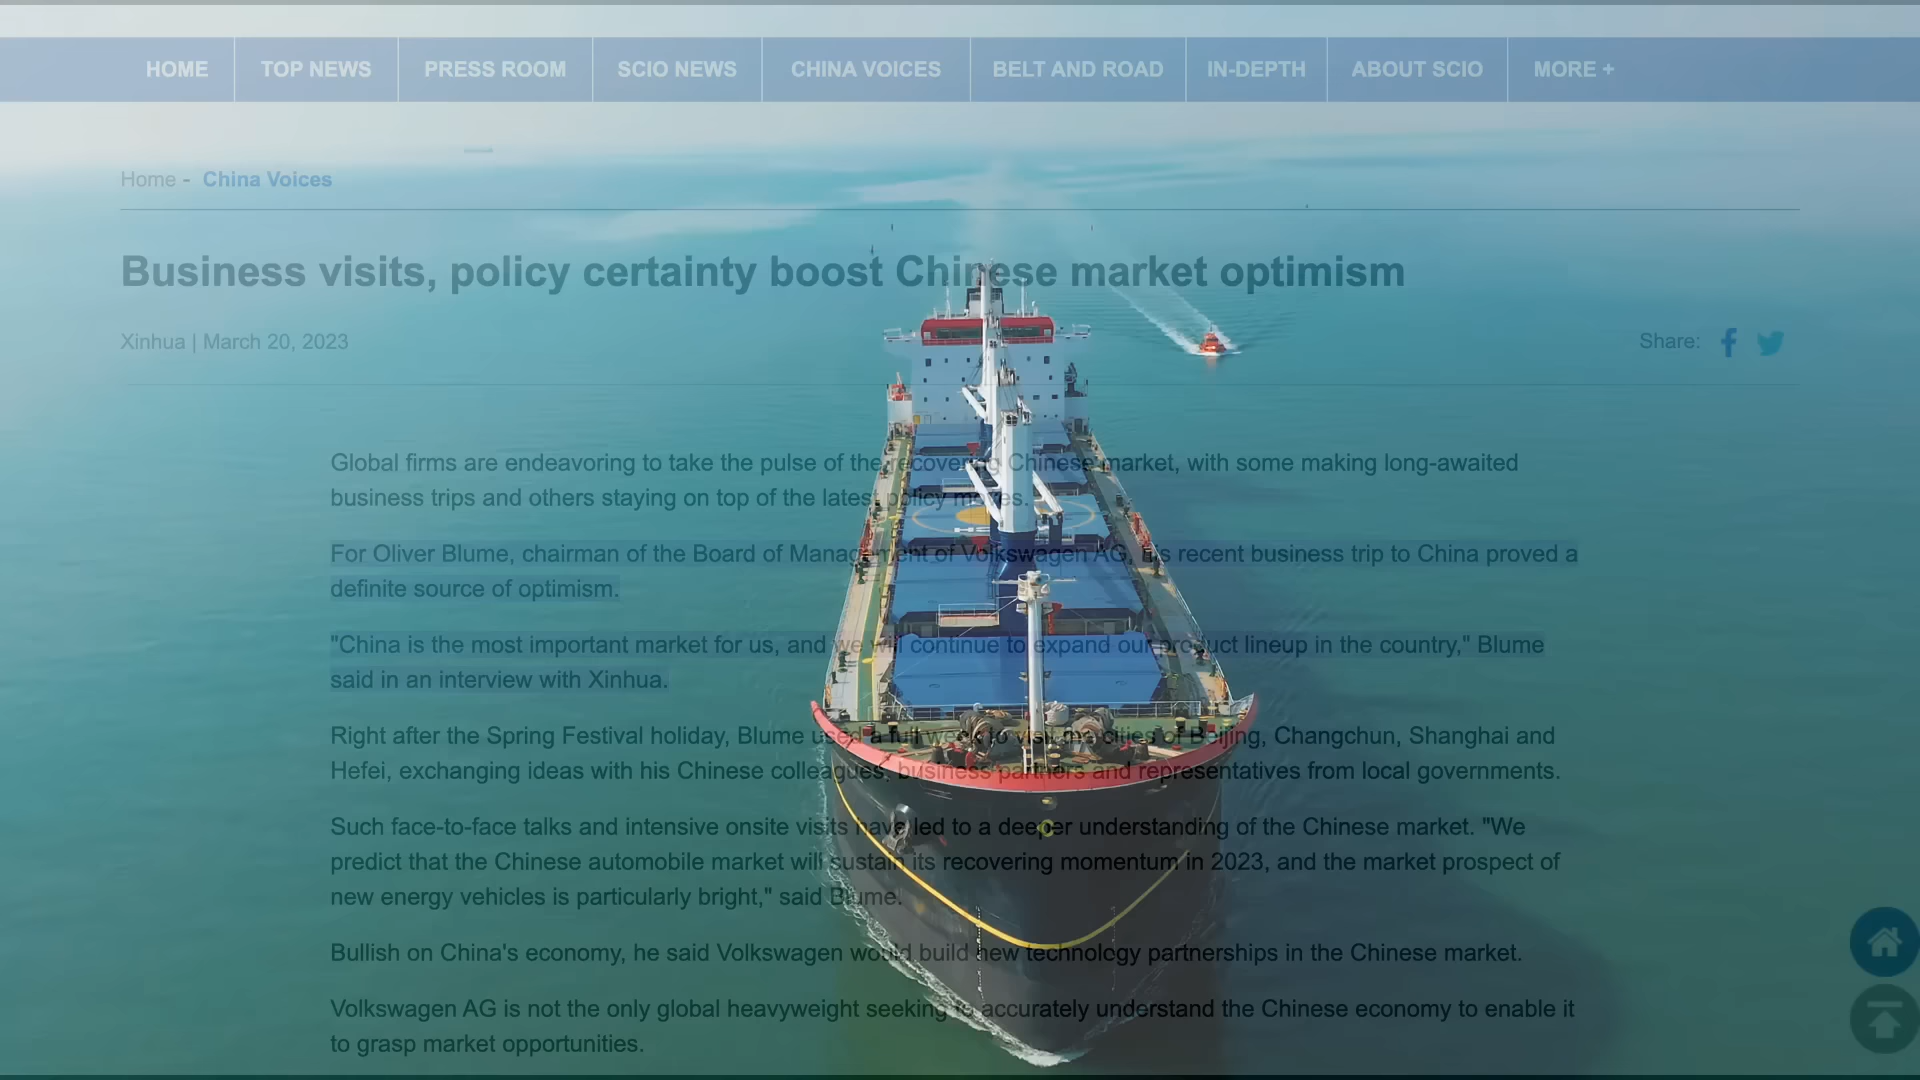 HOME TOP NEWS PRESS ROOM SCIO NEWS CHINA VOICES BELT AND ROAD IN-DEPTH ABOUT SCIO MORE +
Home - China Voices
Business visits, policy certainty boost Chinese market optimism
Xinhua | March 20, 2023
Share:
Global firms are endeavoring to take the pulse of the recovering Chinese market, with some making long-awaited
business trips and others staying on top of the latest policy moves.
For Oliver Blume, chairman of the Board of Management of Volkswagen AG, his recent business trip to China proved a
definite source of optimism.
"China is the most important market for us, and we will continue to expand our product lineup in the country," Blume
said in an interview with Xinhua.
Right after the Spring Festival holiday, Blume used a full week to visit the cities of Beijing, Changchun, Shanghai and
Hefei, exchanging ideas with his Chinese colleagues, business partners and representatives from local governments.
Such face-to-face talks and intensive onsite visits have led to a deeper understanding of the Chinese market. "We
predict that the Chinese automobile market will sustain its recovering momentum in 2023, and the market prospect of
new energy vehicles is particularly bright," said Blume.
Bullish on China's economy, he said Volkswagen would build new technology partnerships in the Chinese market.
Volkswagen AG is not the only global heavyweight seeking to accurately understand the Chinese economy to enable it
to grasp market opportunities.